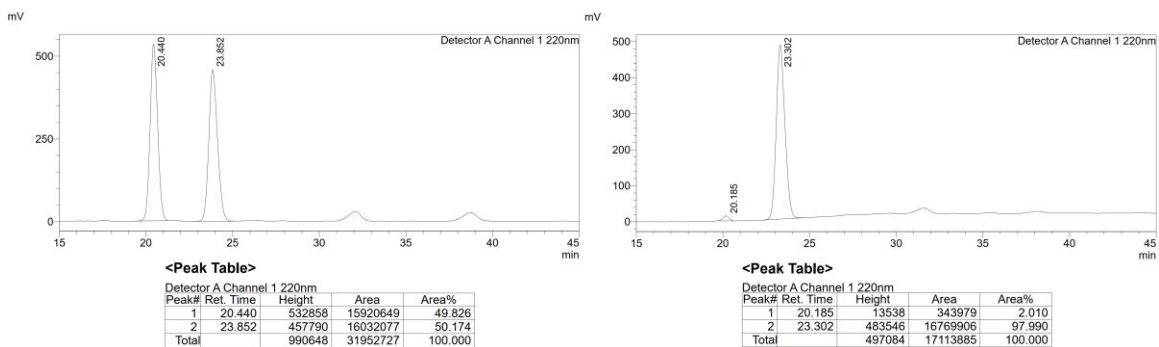 mV
Detector A Channel 1 220nm
20.440
23.852
500
250
0
15 20 25 30 35 40 45
min
<Peak Table>
Detector A Channel 1 220nm
Peak# Ret. Time Height Area Area%
1 20.440 532858 15920649 49.826
2 23.852 457790 16032077 50.174
Total 990648 31952727 100.000
mV
Detector A Channel 1 220nm
20.185
23.302
500
400
300
200
100
0
15 20 25 30 35 40 45
min
<Peak Table>
Detector A Channel 1 220nm
Peak# Ret. Time Height Area Area%
1 20.185 13538 343979 2.010
2 23.302 483546 16769906 97.990
Total 497084 17113885 100.000